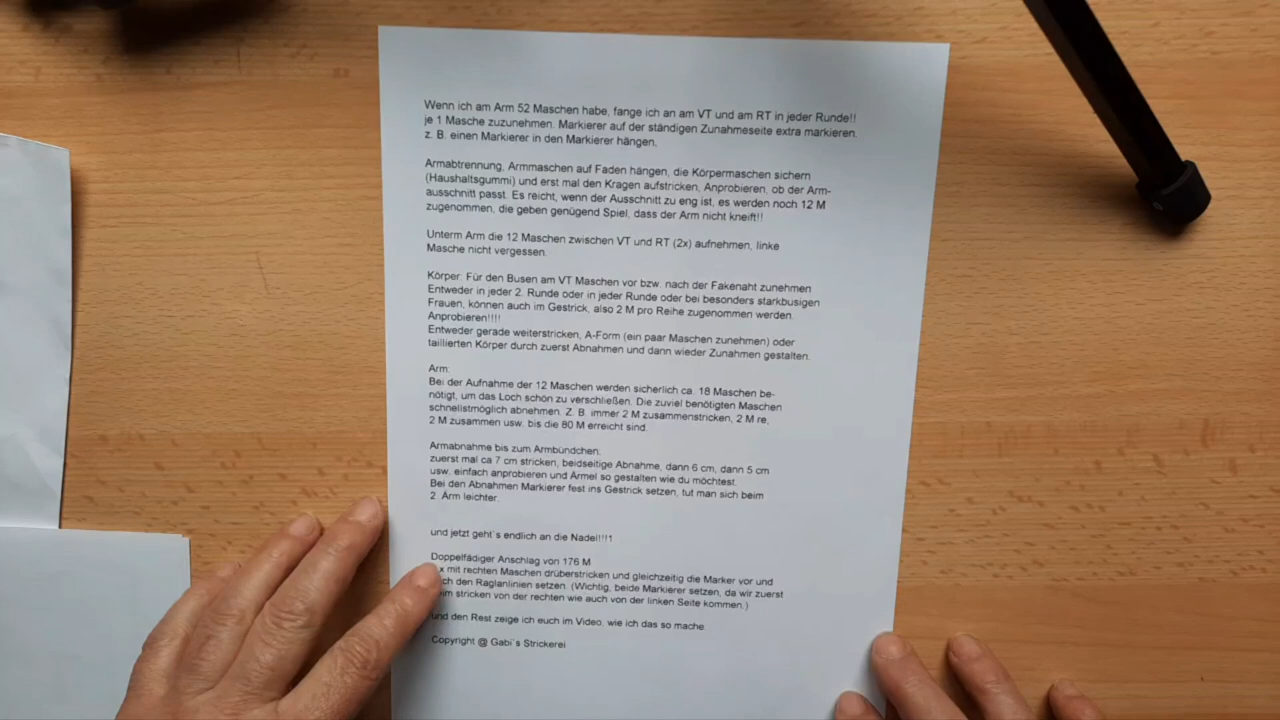 Wenn ich am Arm 52 Maschen habe, fange ich an am VT und am RT in jeder Runde!!
je 1 Masche zuzunehmen. Markierer auf der ständigen Zunahmeseite extra markieren.
z. B. einen Markierer in den Markierer hängen.
Armabtrennung, Armmaschen auf Faden hängen, die Körpermaschen sichern
(Haushaltsgummi) und erst mal den Kragen aufstricken, Anprobieren, ob der Arm-
ausschnitt passt. Es reicht, wenn der Ausschnitt zu eng ist, es werden noch 12 M
zugenommen, die geben genügend Spiel, dass der Arm nicht kneift!!
Unterm Arm die 12 Maschen zwischen VT und RT (2x) aufnehmen, linke
Masche nicht vergessen.
Körper: Für den Busen am VT Maschen vor bzw. nach der Fakenaht zunehmen
Entweder in jeder 2. Runde oder in jeder Runde oder bei besonders starkbusigen
Frauen, können auch im Gestrick, also 2 M pro Reihe zugenommen werden.
Anprobieren!!!!
Entweder gerade weiterstricken, A-Form (ein paar Maschen zunehmen) oder
taillierten Körper durch zuerst Abnahmen und dann wieder Zunahmen gestalten.
Arm:
Bei der Aufnahme der 12 Maschen werden sicherlich ca. 18 Maschen be-
nötigt, um das Loch schön zu verschließen. Die zuviel benötigten Maschen
schnellstmöglich abnehmen. Z. B. immer 2 M zusammenstricken, 2 M re,
2 M zusammen usw. bis die 80 M erreicht sind.
Armabnahme bis zum Armbündchen.
zuerst mal ca 7 cm stricken, beidseitige Abnahme, dann 6 cm, dann 5 cm
usw. einfach anprobieren und Ärmel so gestalten wie du möchtest.
Bei den Abnahmen Markierer fest ins Gestrick setzen, tut man sich beim
2. Arm leichter.
und jetzt geht`s endlich an die Nadel!!!1
Doppelfädiger Anschlag von 176 M
x mit rechten Maschen drüberstricken und gleichzeitig die Marker vor und
den Raglanlinien setzen. (Wichtig, beide Markierer setzen, da wir zuerst
stricken von der rechten wie auch von der linken Seite kommen.)
und den Rest zeige ich euch im Video, wie ich das so mache.
Copyright @ Gabi`s Strickerei